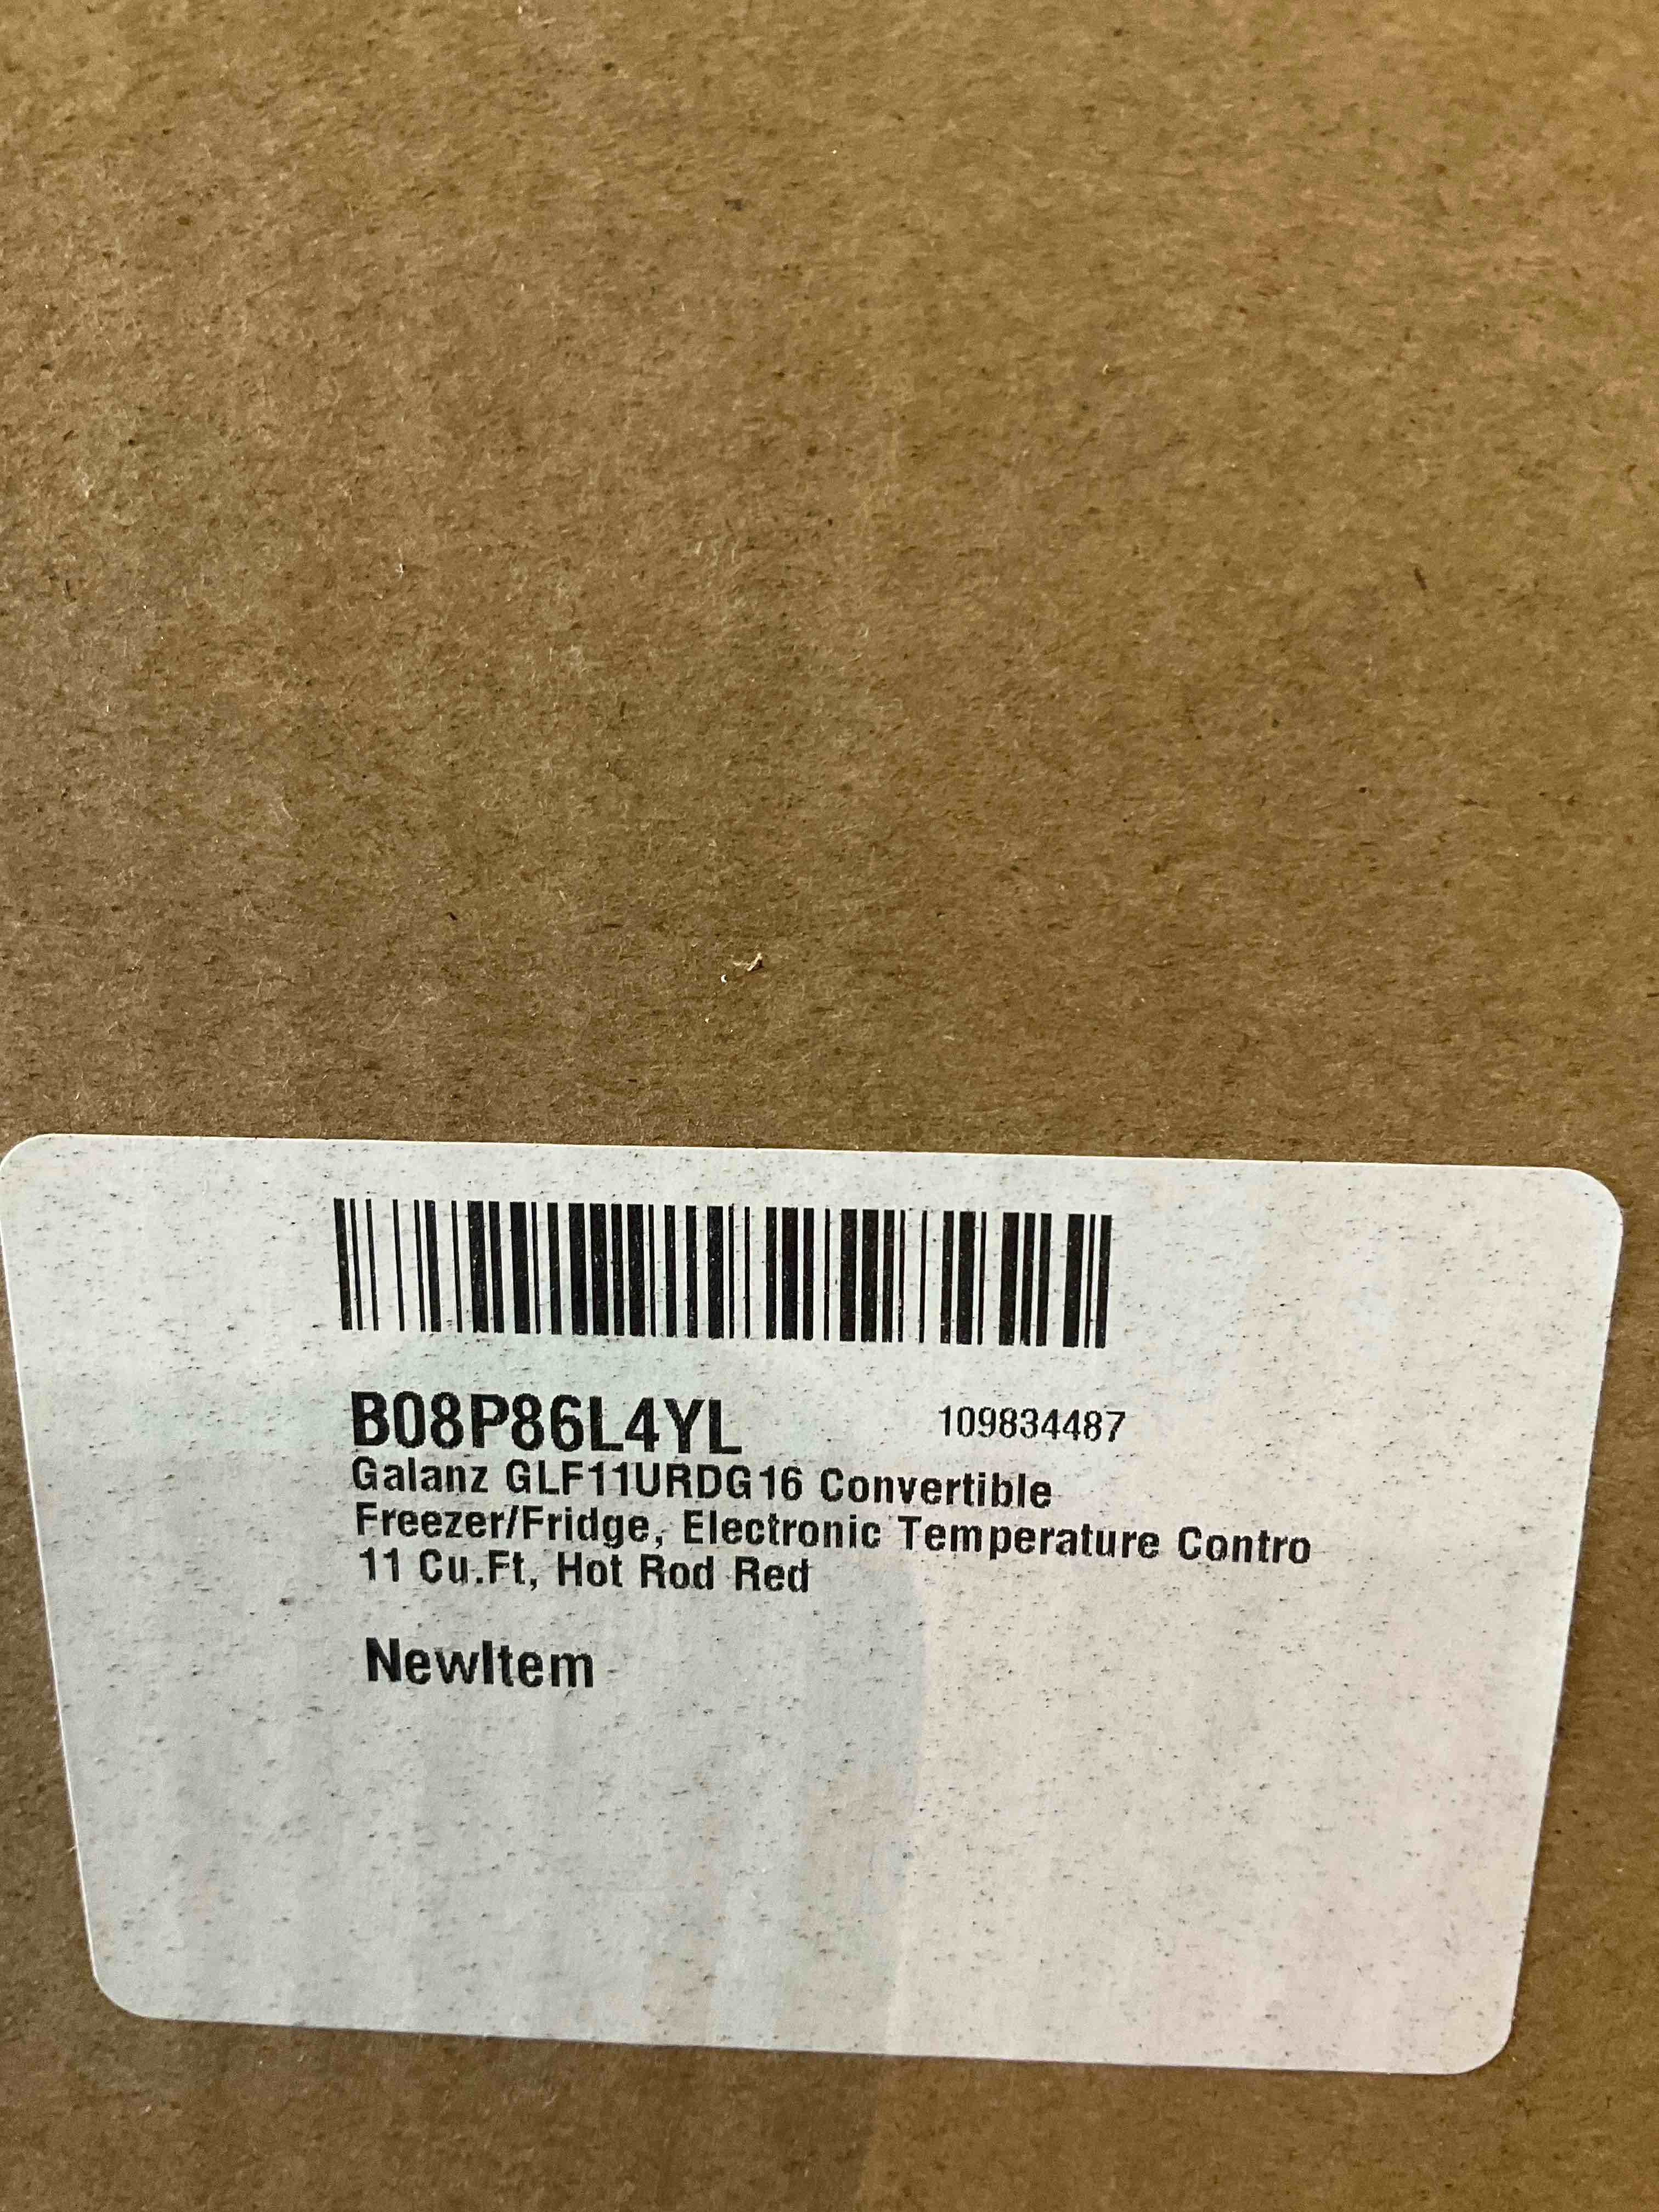 B08P86L4YL 109834487
Galanz GLF11URDG16 Convertible
Freezer/Fridge, Electronic Temperature Contro
11 Cu.Ft, Hot Rod Red
NewItem